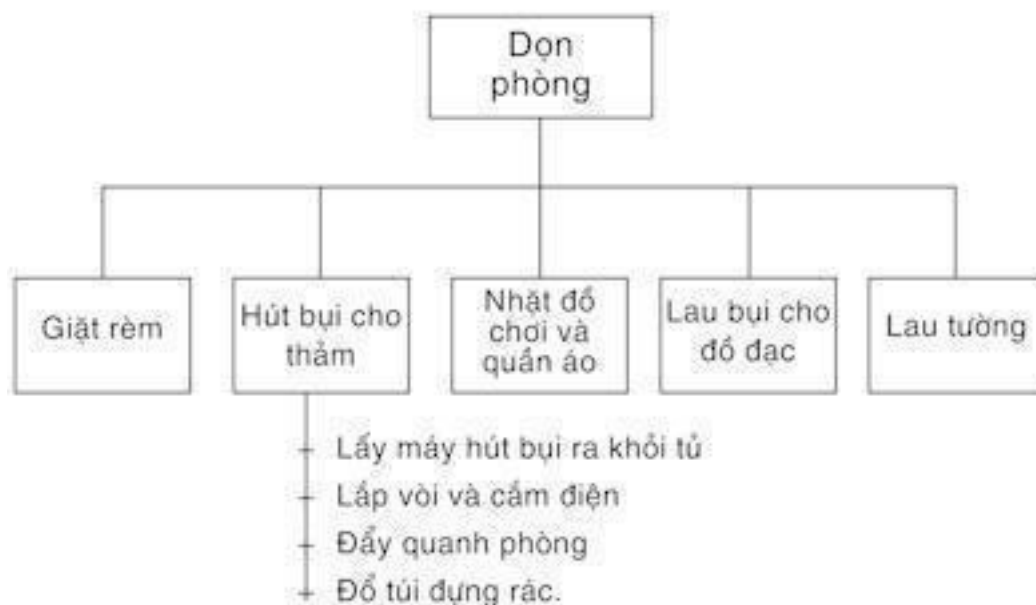 Dọn
phòng
Giặt rèm
Hút bụi cho
thảm
Nhặt đồ
chơi và
quần áo
Lau bụi cho
đồ đạc
Lau tường
Lấy máy hút bụi ra khỏi tủ
Lắp vòi và cắm điện
Đẩy quanh phòng
Đổ túi đựng rác.